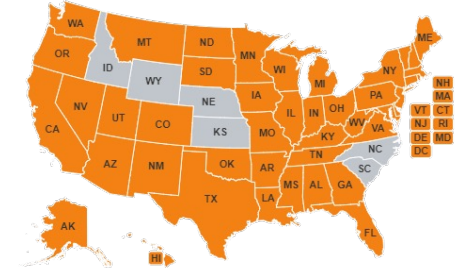 WA
MT
ND
MN
ME
OR
ID
WY
SD
WI
MI
NY
NH
MA
NE
IA
PA
VT CT
NV
UT
CO
KS
MO
IL
IN
OH
WV
VA
NJ RI
CA
KY
DE MD
DC
AZ
NM
OK
AR
TN
NC
SC
TX
LA
MS
AL
GA
FL
AK
HI